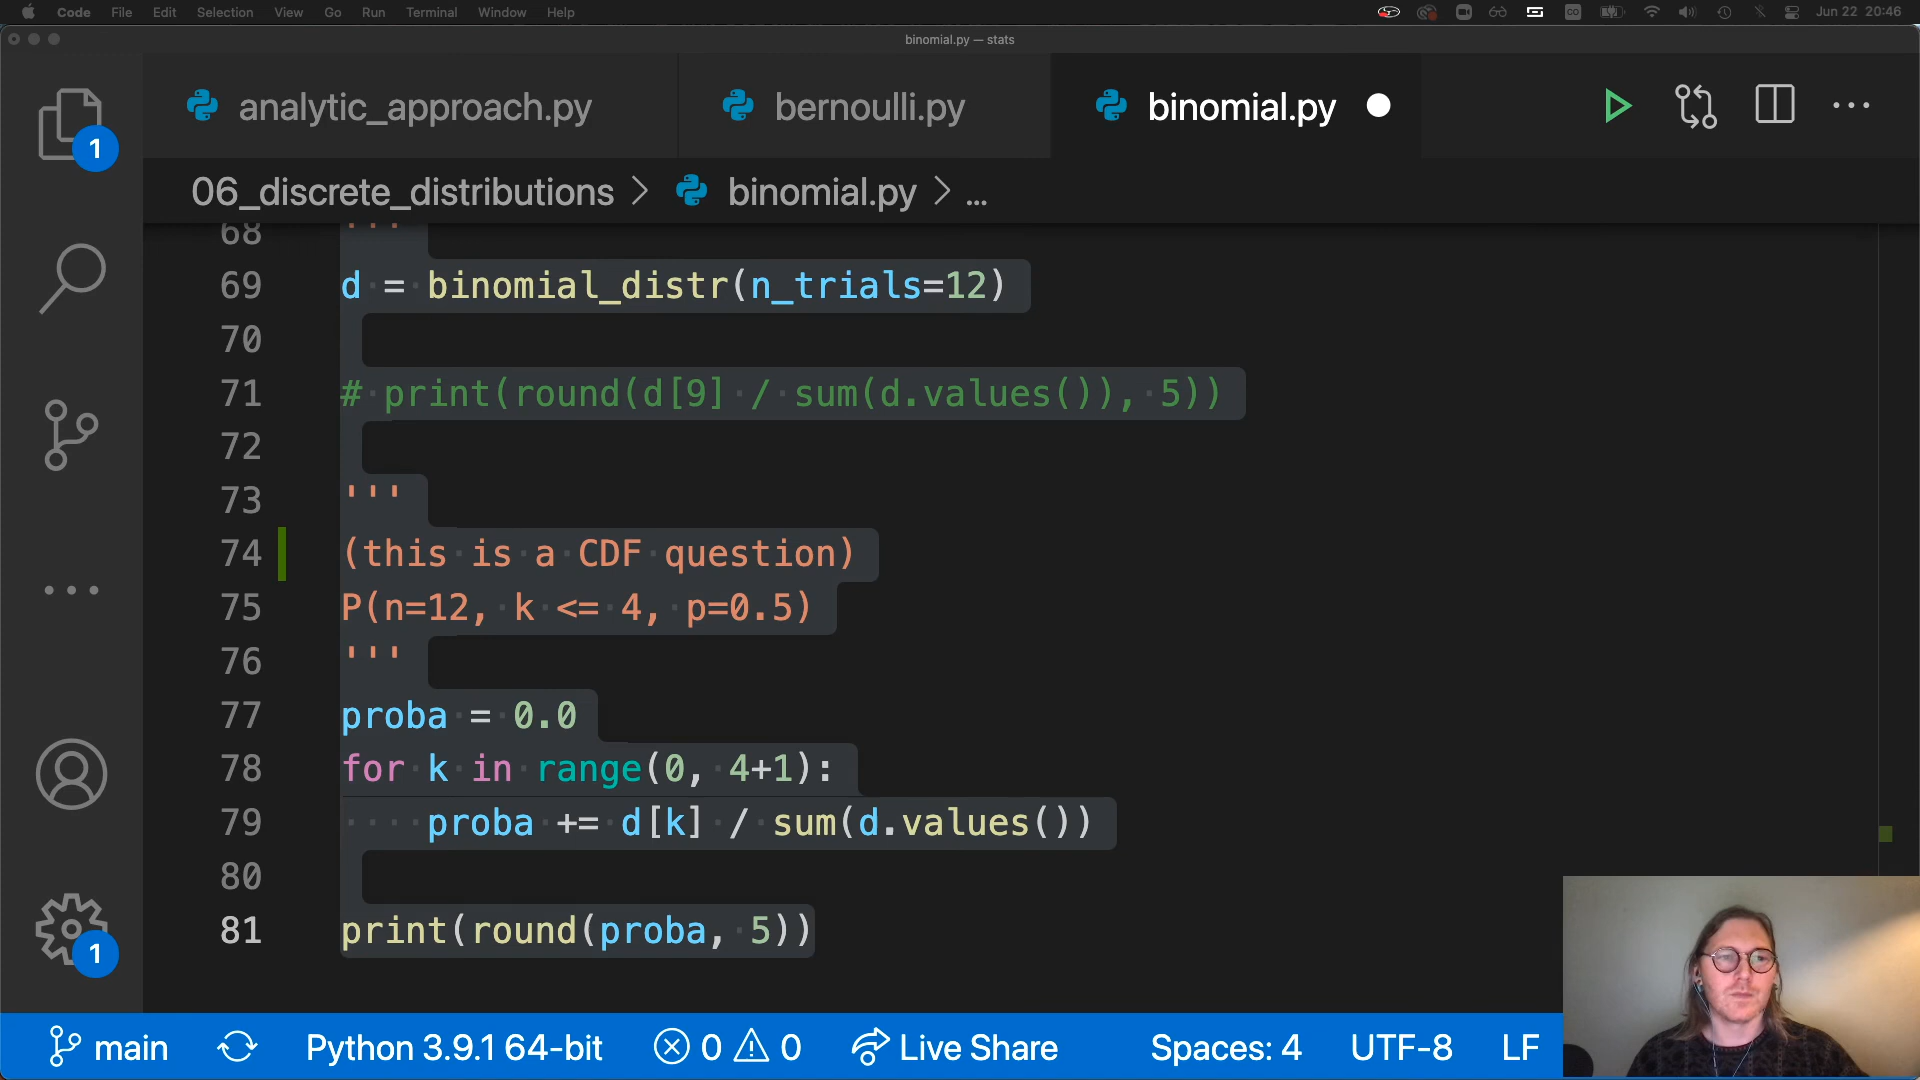 Code File Edit Selection View Go Run Terminal Window Help Jun 22 20:46
binomial.py — stats
analytic_approach.py bernoulli.py binomial.py
06_discrete_distributions > binomial.py > ...
1
68 '''
69 d = binomial_distr(n_trials=12)
70
71 # print(round(d[9] / sum(d.values()), 5))
72
73 '''
74 (this is a CDF question)
75 P(n=12, k <= 4, p=0.5)
76 '''
77 proba = 0.0
78 for k in range(0, 4+1):
79 proba += d[k] / sum(d.values())
80
81 print(round(proba, 5))
1
main Python 3.9.1 64-bit 0 0 Live Share Spaces: 4 UTF-8 LF